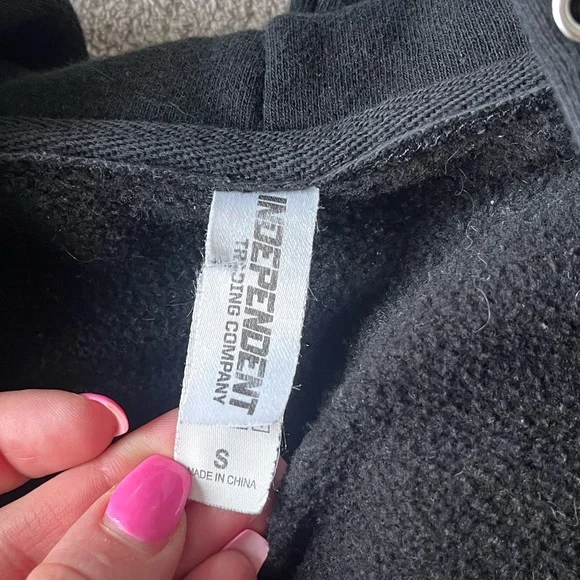 INDEPENDENT
TRADING COMPANY
S
MADE IN CHINA